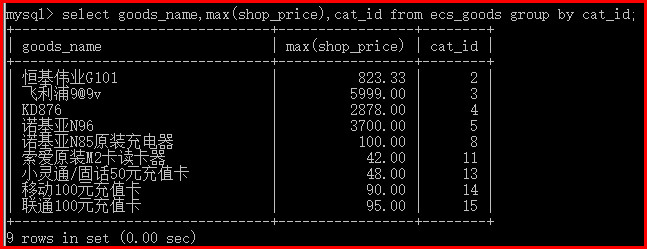 mysql> select goods_name,max(shop_price),cat_id from ecs_goods group by cat_id;
+----------------------------+-----------------+--------+
| goods_name | max(shop_price) | cat_id |
+----------------------------+-----------------+--------+
| 恒基伟业G101 | 823.33 | 2 |
| 飞利浦9@9v | 5999.00 | 3 |
| KD876 | 2878.00 | 4 |
| 诺基亚N96 | 3700.00 | 5 |
| 诺基亚N85原装充电器 | 100.00 | 8 |
| 索爱原装M2卡读卡器 | 42.00 | 11 |
| 小灵通/固话50元充值卡 | 48.00 | 13 |
| 移动100元充值卡 | 90.00 | 14 |
| 联通100元充值卡 | 95.00 | 15 |
+----------------------------+-----------------+--------+
9 rows in set (0.00 sec)